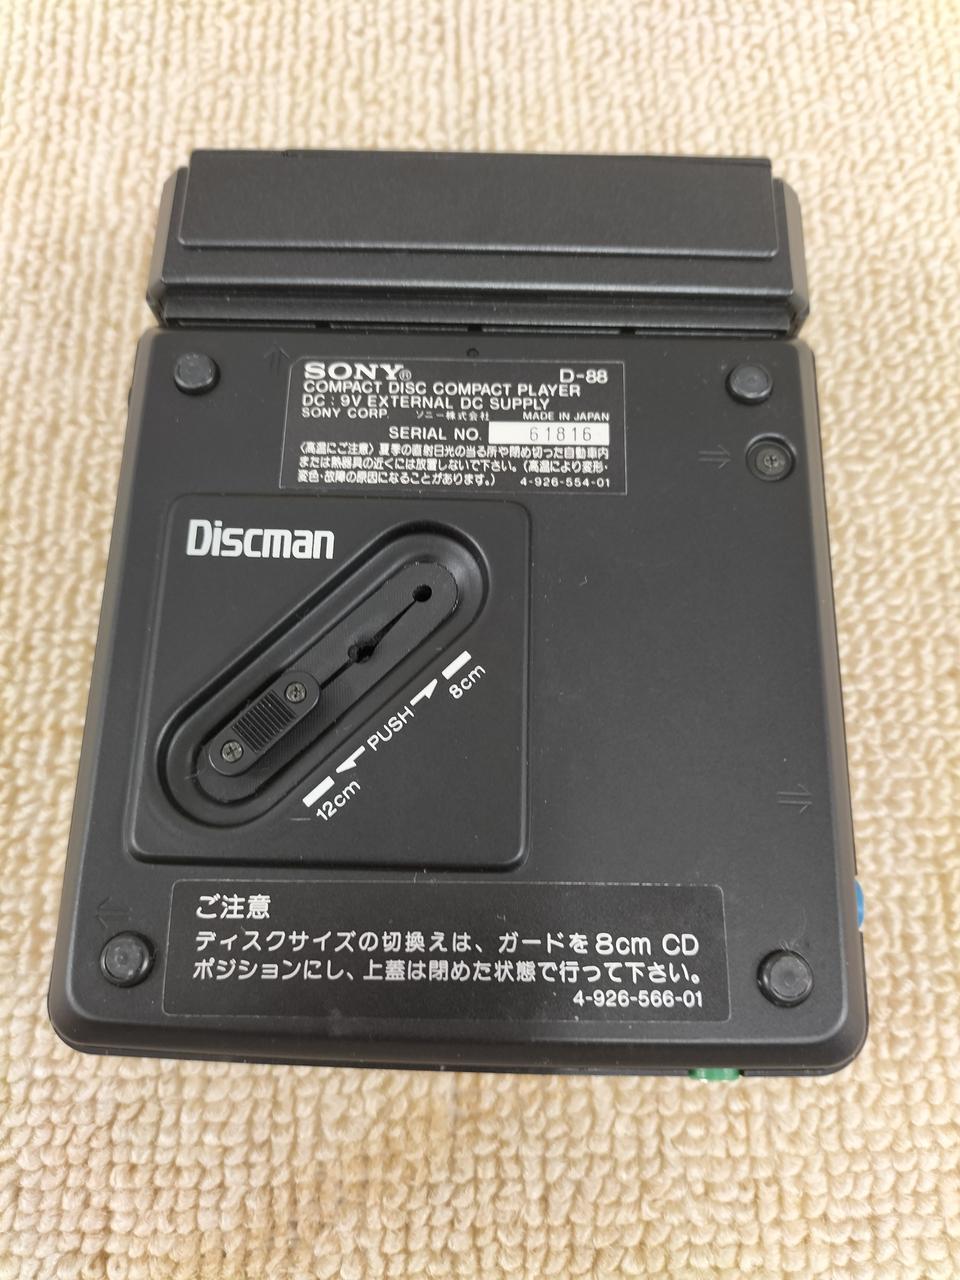 SONY® D-88
COMPACT DISC COMPACT PLAYER
DC : 9V EXTERNAL DC SUPPLY
SONY CORP. ソニー株式会社 MADE IN JAPAN
SERIAL NO. 61816
〈高温にご注意〉夏季の直射日光の当る所や閉め切った自動車内
または熱器具の近くには放置しないで下さい。(高温により変形・
変色・故障の原因になることがあります。) 4-926-554-01
Discman
8cm
PUSH
12cm
ご注意
ディスクサイズの切換えは、ガードを8cm CD
ポジションにし、上蓋は閉めた状態で行って下さい。
4-926-566-01